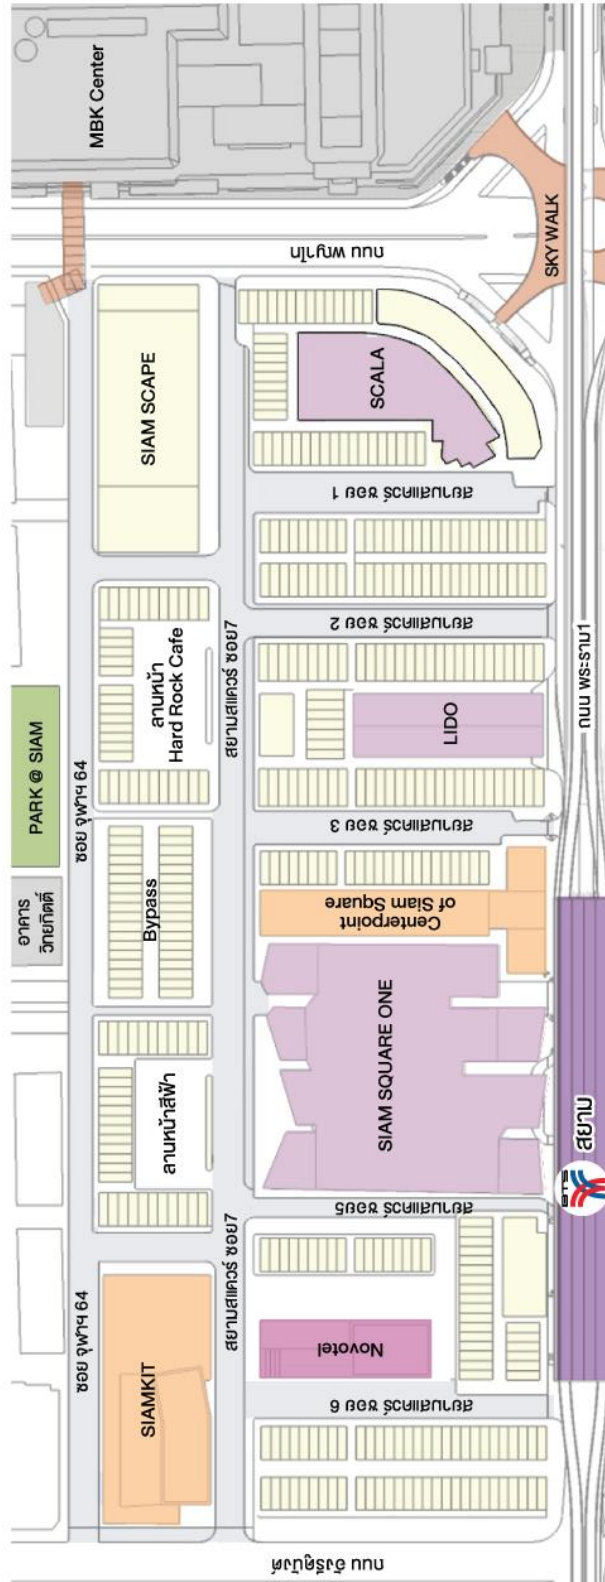 MBK Center
ถนน พญาไท
SKY WALK
SIAM SCAPE
SCALA
สยามสแควร์ ซอย 1
สยามสแควร์ ซอย 2
ลานหน้า
Hard Rock Cafe
สยามสแควร์ ซอย7
LIDO
ถนน พระราม1
PARK @ SIAM
ซอย จุฬาฯ 64
สยามสแควร์ ซอย 3
อาคาร
วิทยกิตติ์
Bypass
Centerpoint
of Siam Square
SIAM SQUARE ONE
ลานหน้าสีฟ้า
BTS
สยาม
สยามสแควร์ ซอย5
ซอย จุฬาฯ 64
สยามสแควร์ ซอย7
SIAMKIT
Novotel
สยามสแควร์ ซอย 6
ถนน อังรีดูนังต์